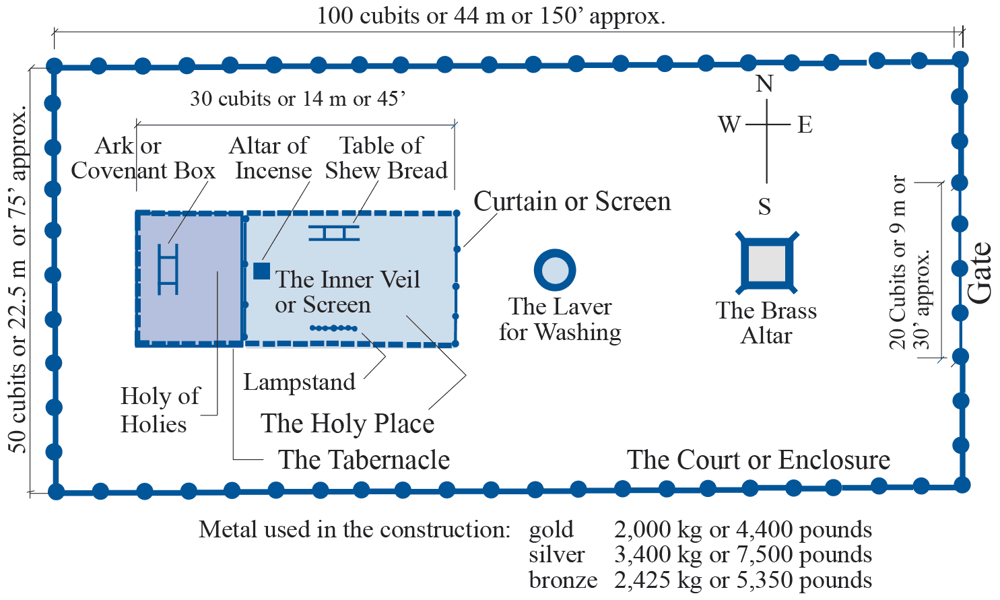 100 cubits or 44 m or 150’ approx.
50 cubits or 22.5 m or 75’ approx.
30 cubits or 14 m or 45’
N
W
E
S
Ark or
Covenant Box
Altar of
Incense
Table of
Shew Bread
Curtain or Screen
20 Cubits or 9 m or
30’ approx.
Gate
The Inner Veil
or Screen
The Laver
for Washing
The Brass
Altar
Lampstand
Holy of
Holies
The Holy Place
The Tabernacle
The Court or Enclosure
Metal used in the construction: gold 2,000 kg or 4,400 pounds
silver 3,400 kg or 7,500 pounds
bronze 2,425 kg or 5,350 pounds